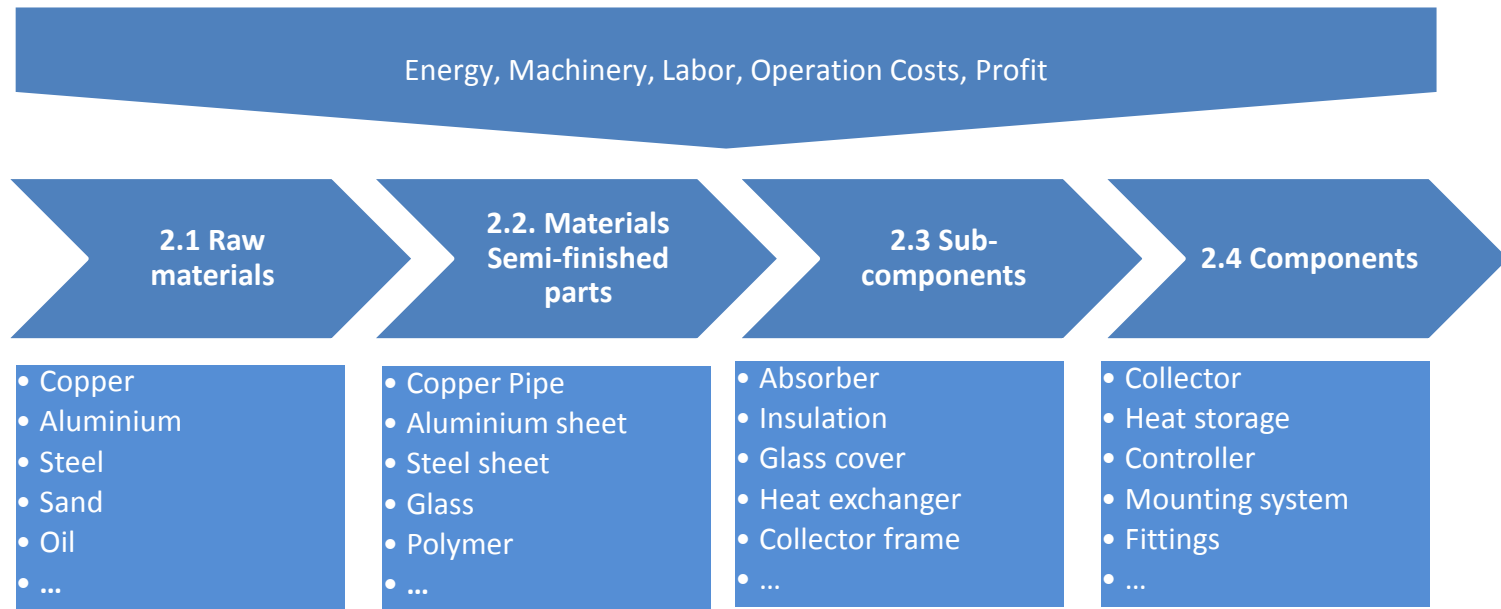 Energy, Machinery, Labor, Operation Costs, Profit
2.1 Raw
materials
2.2. Materials
Semi-finished
parts
2.3 Sub-
components
2.4 Components
• Copper
• Aluminium
• Steel
• Sand
• Oil
• ...
• Copper Pipe
• Aluminium sheet
• Steel sheet
• Glass
• Polymer
• ...
• Absorber
• Insulation
• Glass cover
• Heat exchanger
• Collector frame
• ...
• Collector
• Heat storage
• Controller
• Mounting system
• Fittings
• ...